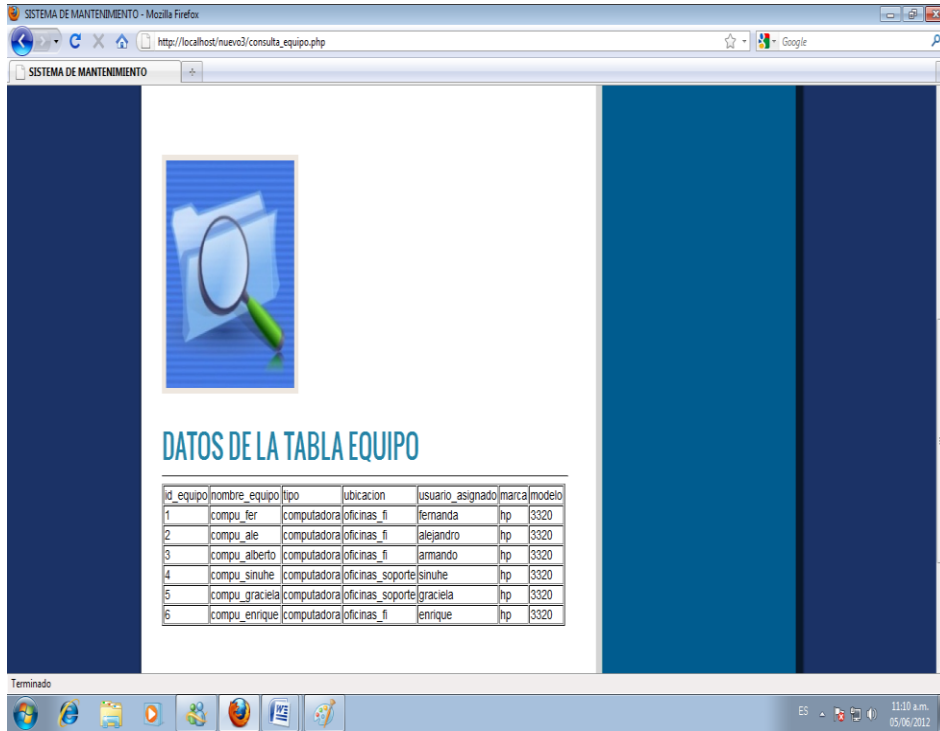 SISTEMA DE MANTENIMIENTO - Mozilla Firefox
http://localhost/nuevo3/consulta_equipo.php
Google
SISTEMA DE MANTENIMIENTO
DATOS DE LA TABLA EQUIPO
id_equipo nombre_equipo tipo ubicacion usuario_asignado marca modelo
1 compu_fer computadora oficinas_fi fernanda hp 3320
2 compu_ale computadora oficinas_fi alejandro hp 3320
3 compu_alberto computadora oficinas_fi armando hp 3320
4 compu_sinuhe computadora oficinas_soporte sinuhe hp 3320
5 compu_graciela computadora oficinas_soporte graciela hp 3320
6 compu_enrique computadora oficinas_fi enrique hp 3320
Terminado
ES
11:10 a.m.
05/06/2012